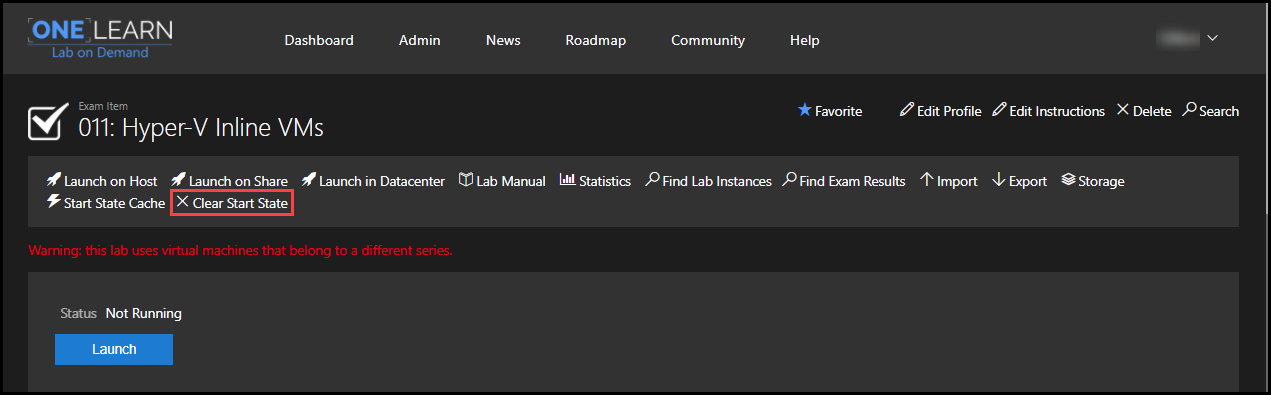 ONE LEARN
Lab on Demand
Dashboard Admin News Roadmap Community Help
Exam Item
011: Hyper-V Inline VMs
Favorite Edit Profile Edit Instructions Delete Search
Launch on Host Launch on Share Launch in Datacenter Lab Manual Statistics Find Lab Instances Find Exam Results Import Export Storage
Start State Cache Clear Start State
Warning: this lab uses virtual machines that belong to a different series.
Status Not Running
Launch